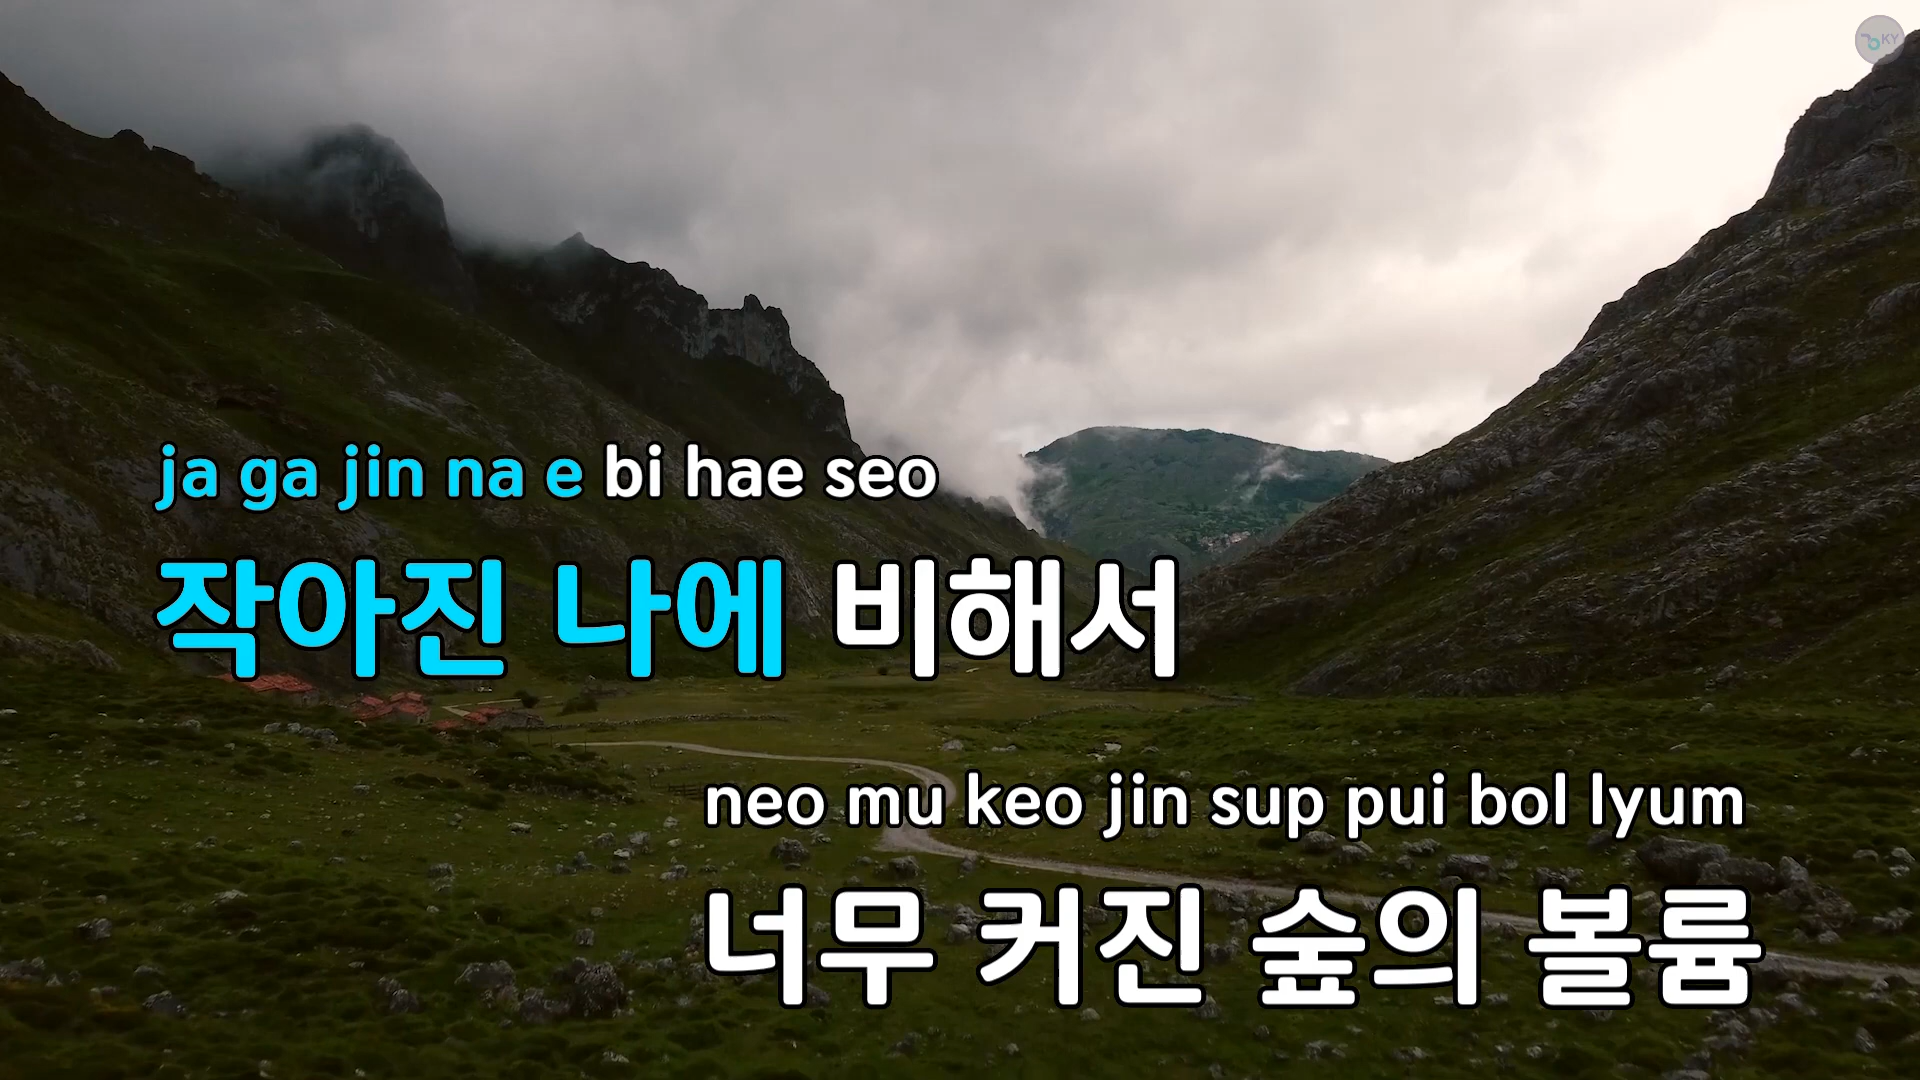 KY
ja ga jin na e bi hae seo
작아진 나에 비해서
neo mu keo jin sup pui bol lyum
너무 커진 숲의 볼륨